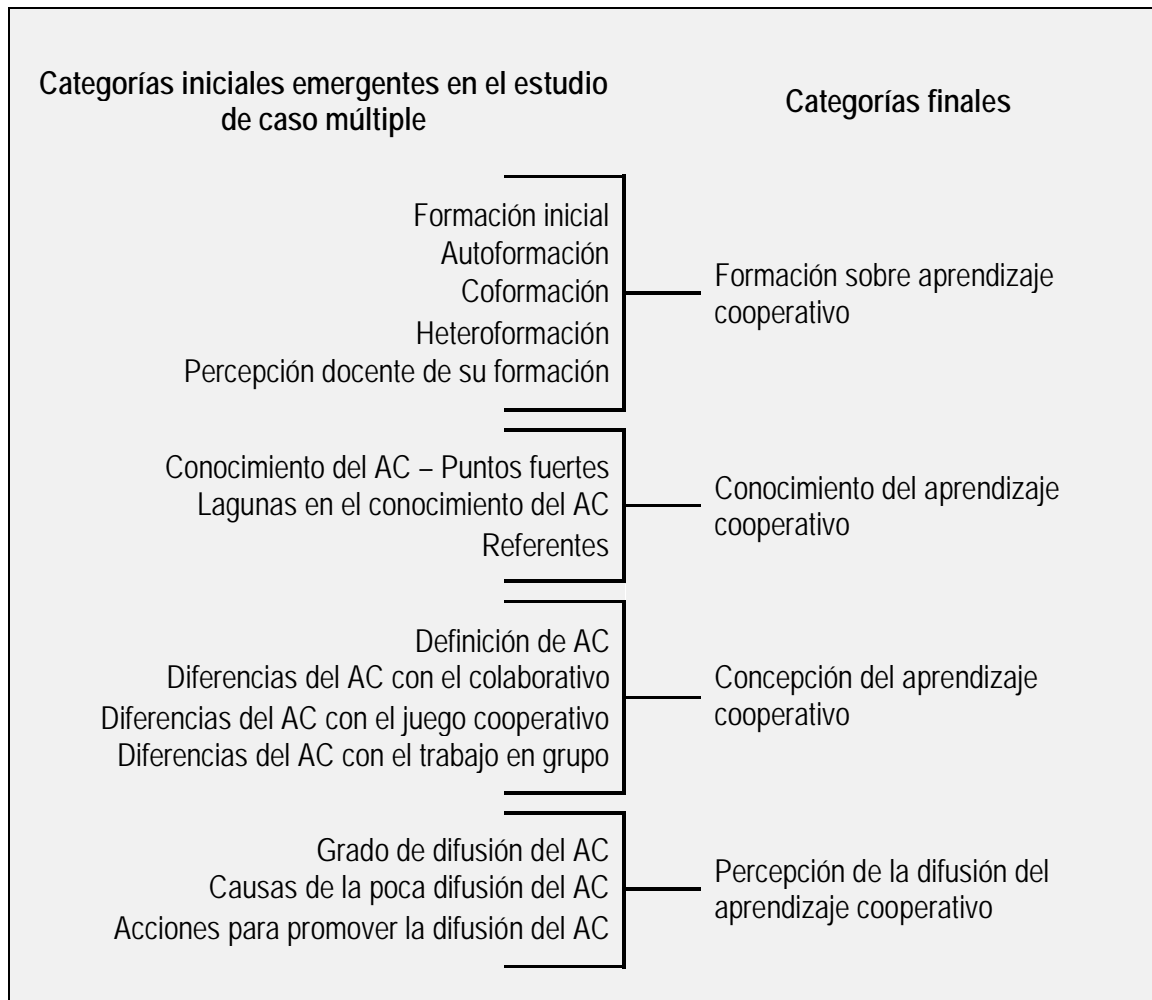 Categorías iniciales emergentes en el estudio
de caso múltiple
Categorías finales
Formación inicial
Autoformación
Coformación
Heteroformación
Percepción docente de su formación
Formación sobre aprendizaje
cooperativo
Conocimiento del AC – Puntos fuertes
Lagunas en el conocimiento del AC
Referentes
Conocimiento del aprendizaje
cooperativo
Definición de AC
Diferencias del AC con el colaborativo
Diferencias del AC con el juego cooperativo
Diferencias del AC con el trabajo en grupo
Concepción del aprendizaje
cooperativo
Grado de difusión del AC
Causas de la poca difusión del AC
Acciones para promover la difusión del AC
Percepción de la difusión del
aprendizaje cooperativo